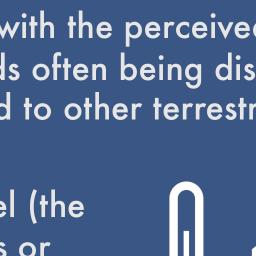 with the perceived
ds often being dis
d to other terrestr
el (the
s or